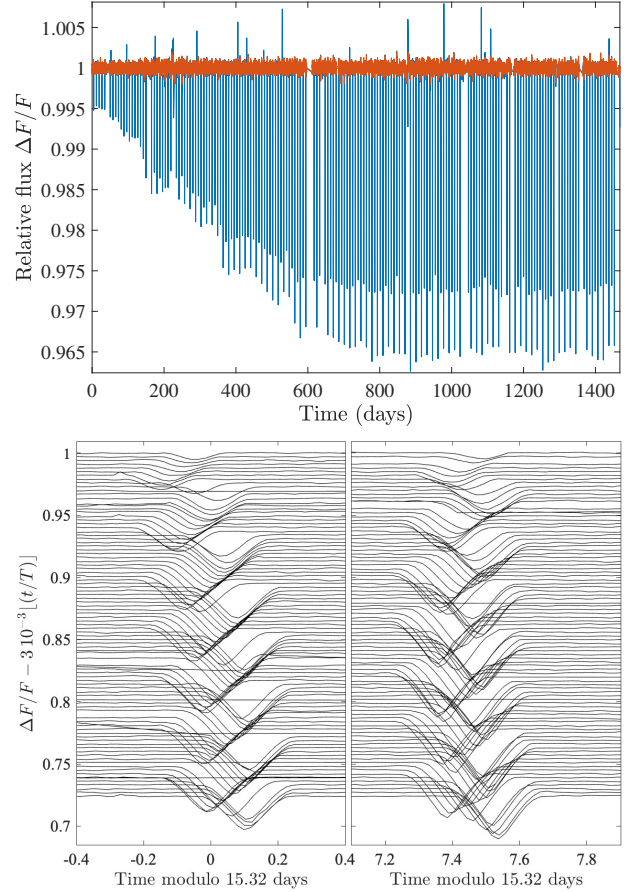 1.005
1
0.995
0.99
0.985
0.98
0.975
0.97
0.965
Relative flux ΔF/F
0 200 400 600 800 1000 1200 1400
Time (days)
1
0.95
0.9
0.85
0.8
0.75
0.7
ΔF/F − 3 10⁻³⌊(t/T)⌋
-0.4 -0.2 0 0.2 0.4 7.2 7.4 7.6 7.8
Time modulo 15.32 days Time modulo 15.32 days